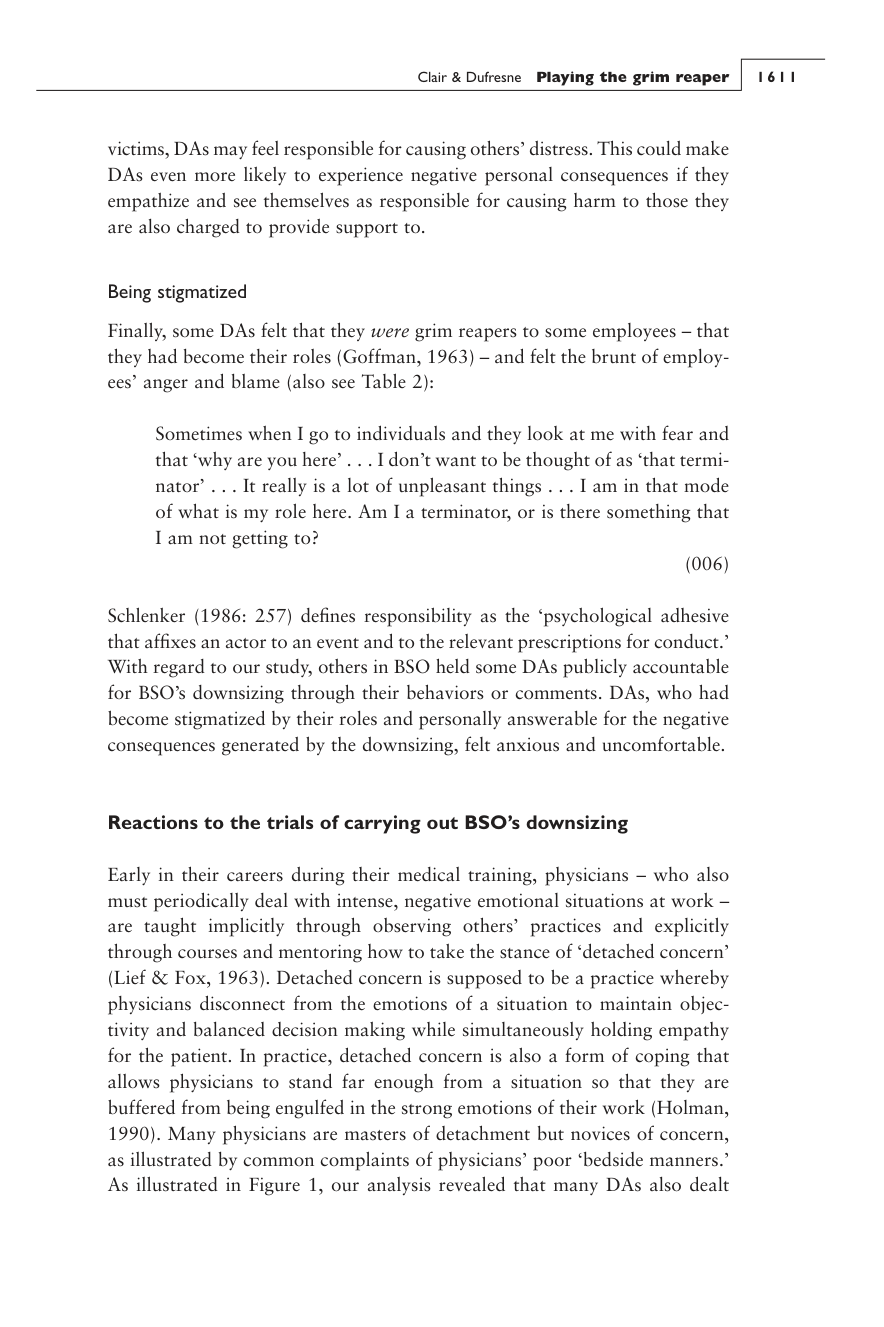 Clair & Dufresne Playing the grim reaper 1611
victims, DAs may feel responsible for causing others’ distress. This could make
DAs even more likely to experience negative personal consequences if they
empathize and see themselves as responsible for causing harm to those they
are also charged to provide support to.
Being stigmatized
Finally, some DAs felt that they were grim reapers to some employees – that
they had become their roles (Goffman, 1963) – and felt the brunt of employ-
ees’ anger and blame (also see Table 2):
Sometimes when I go to individuals and they look at me with fear and
that ‘why are you here’ . . . I don’t want to be thought of as ‘that termi-
nator’ . . . It really is a lot of unpleasant things . . . I am in that mode
of what is my role here. Am I a terminator, or is there something that
I am not getting to?
(006)
Schlenker (1986: 257) defines responsibility as the ‘psychological adhesive
that affixes an actor to an event and to the relevant prescriptions for conduct.’
With regard to our study, others in BSO held some DAs publicly accountable
for BSO’s downsizing through their behaviors or comments. DAs, who had
become stigmatized by their roles and personally answerable for the negative
consequences generated by the downsizing, felt anxious and uncomfortable.
Reactions to the trials of carrying out BSO’s downsizing
Early in their careers during their medical training, physicians – who also
must periodically deal with intense, negative emotional situations at work –
are taught implicitly through observing others’ practices and explicitly
through courses and mentoring how to take the stance of ‘detached concern’
(Lief & Fox, 1963). Detached concern is supposed to be a practice whereby
physicians disconnect from the emotions of a situation to maintain objec-
tivity and balanced decision making while simultaneously holding empathy
for the patient. In practice, detached concern is also a form of coping that
allows physicians to stand far enough from a situation so that they are
buffered from being engulfed in the strong emotions of their work (Holman,
1990). Many physicians are masters of detachment but novices of concern,
as illustrated by common complaints of physicians’ poor ‘bedside manners.’
As illustrated in Figure 1, our analysis revealed that many DAs also dealt